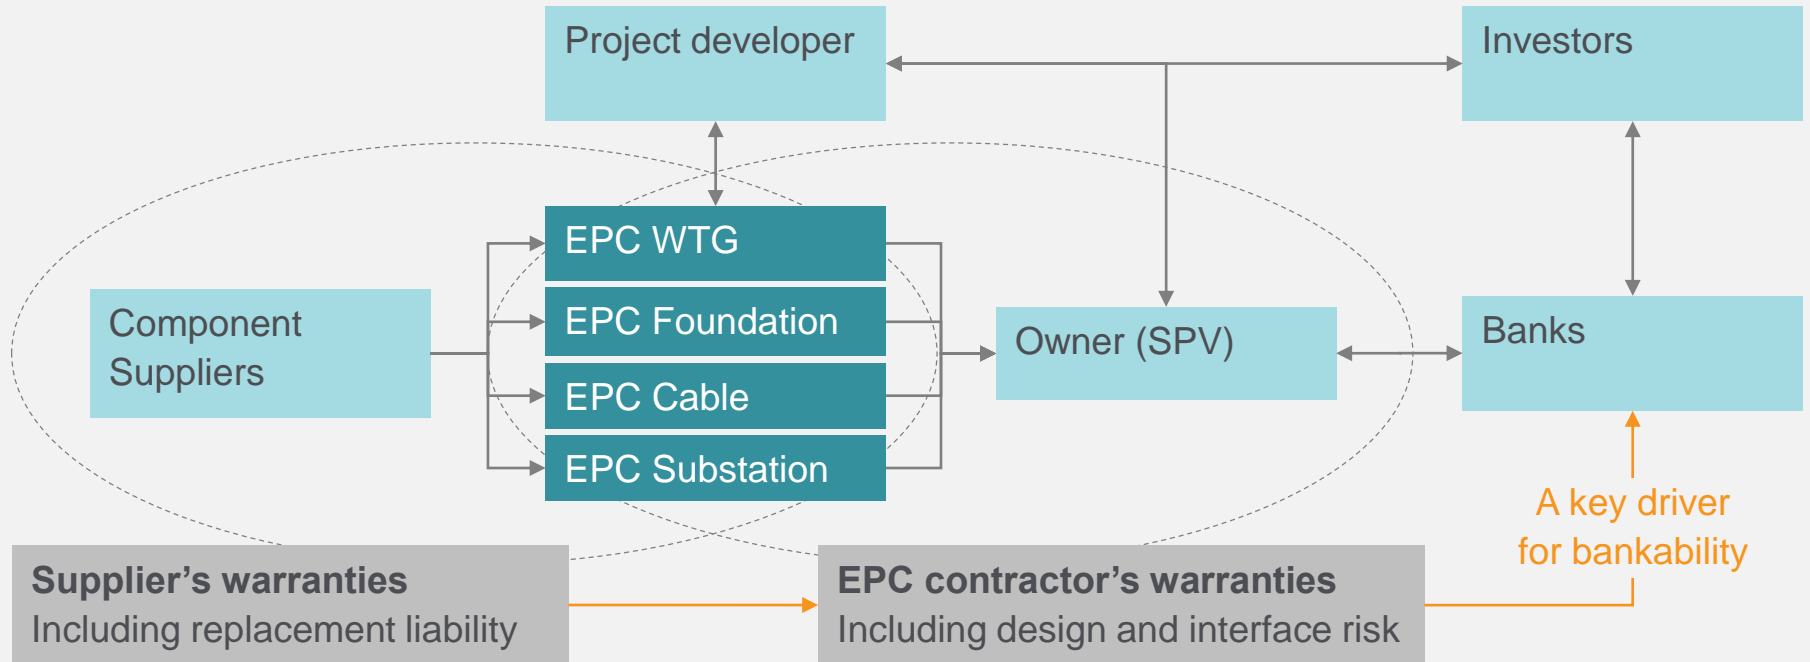 Project developer
Investors
EPC WTG
EPC Foundation
EPC Cable
EPC Substation
Component
Suppliers
Owner (SPV)
Banks
A key driver
for bankability
Supplier’s warranties
Including replacement liability
EPC contractor’s warranties
Including design and interface risk